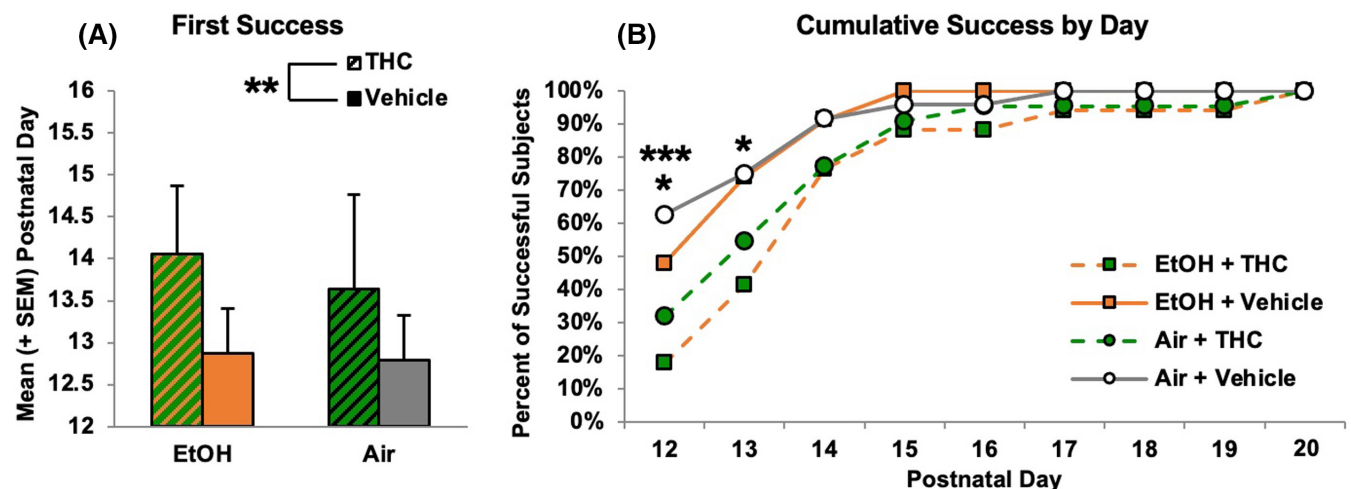 (A)
First Success
**
THC
Vehicle
Mean (+ SEM) Postnatal Day
16
15.5
15
14.5
14
13.5
13
12.5
12
EtOH
Air
(B)
Cumulative Success by Day
Percent of Successful Subjects
100%
90%
80%
70%
60%
50%
40%
30%
20%
10%
0%
***
*
*
EtOH + THC
EtOH + Vehicle
Air + THC
Air + Vehicle
12 13 14 15 16 17 18 19 20
Postnatal Day